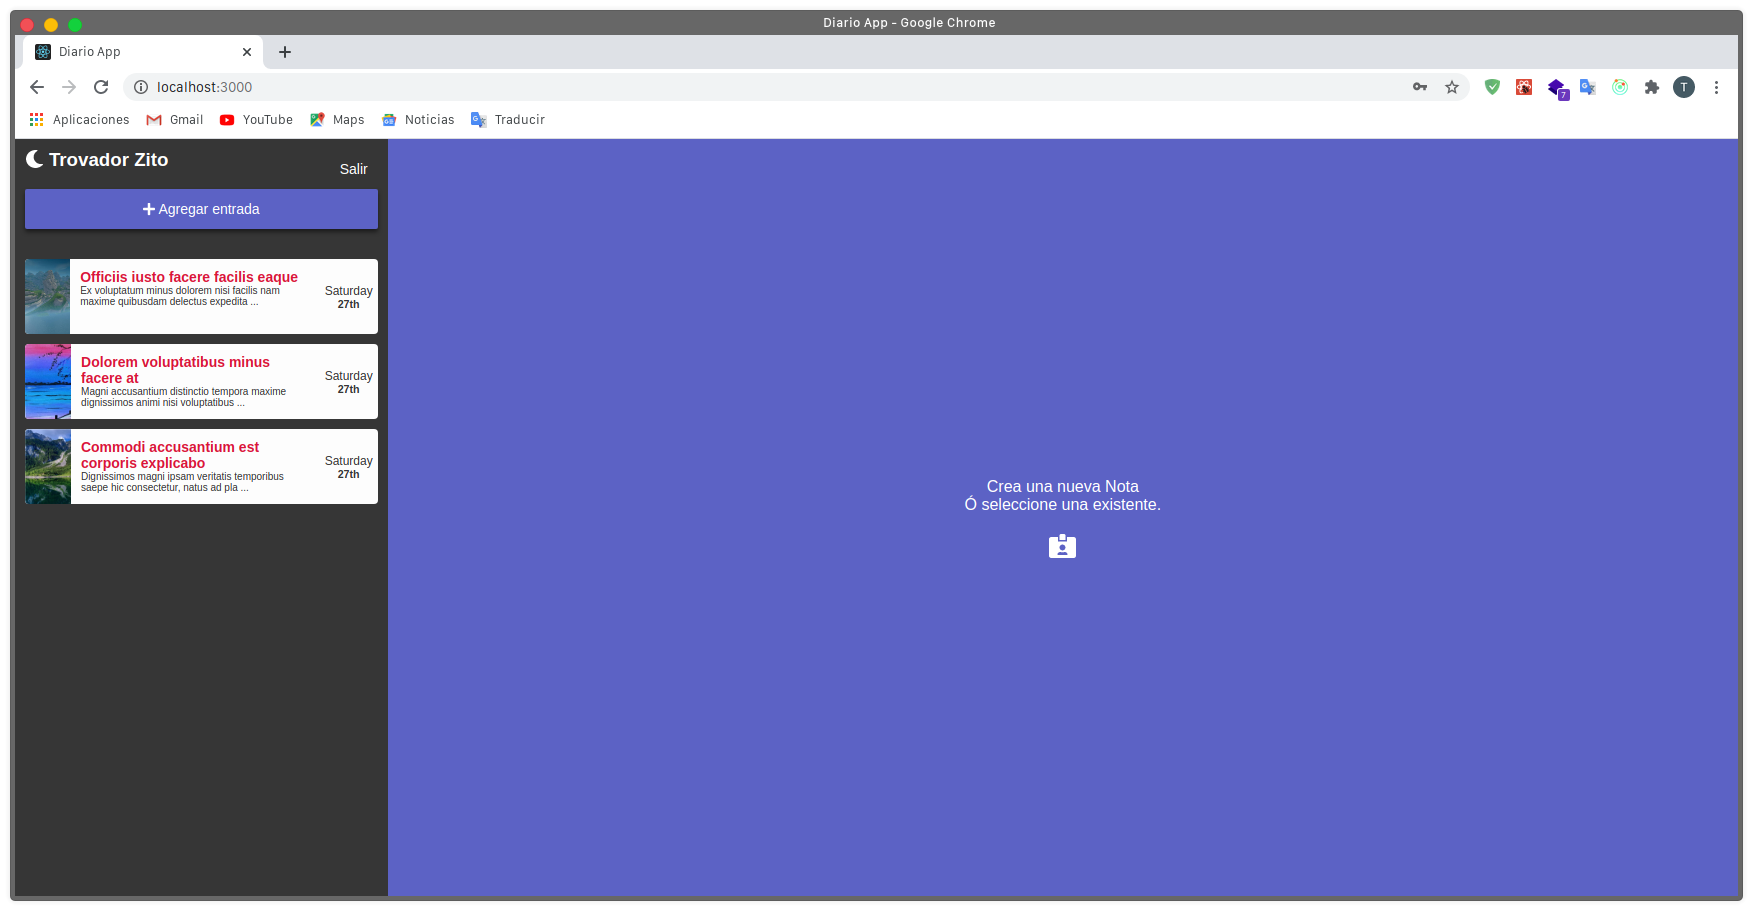 Diario App - Google Chrome
Diario App
localhost:3000
7
T
Aplicaciones Gmail YouTube Maps Noticias Traducir
Trovador Zito
Salir
Agregar entrada
Officiis iusto facere facilis eaque
Ex voluptatum minus dolorem nisi facilis nam
maxime quibusdam delectus expedita ...
Saturday
27th
Dolorem voluptatibus minus
facere at
Magni accusantium distinctio tempora maxime
dignissimos animi nisi voluptatibus ...
Saturday
27th
Commodi accusantium est
corporis explicabo
Dignissimos magni ipsam veritatis temporibus
saepe hic consectetur, natus ad pla ...
Saturday
27th
Crea una nueva Nota
Ó seleccione una existente.